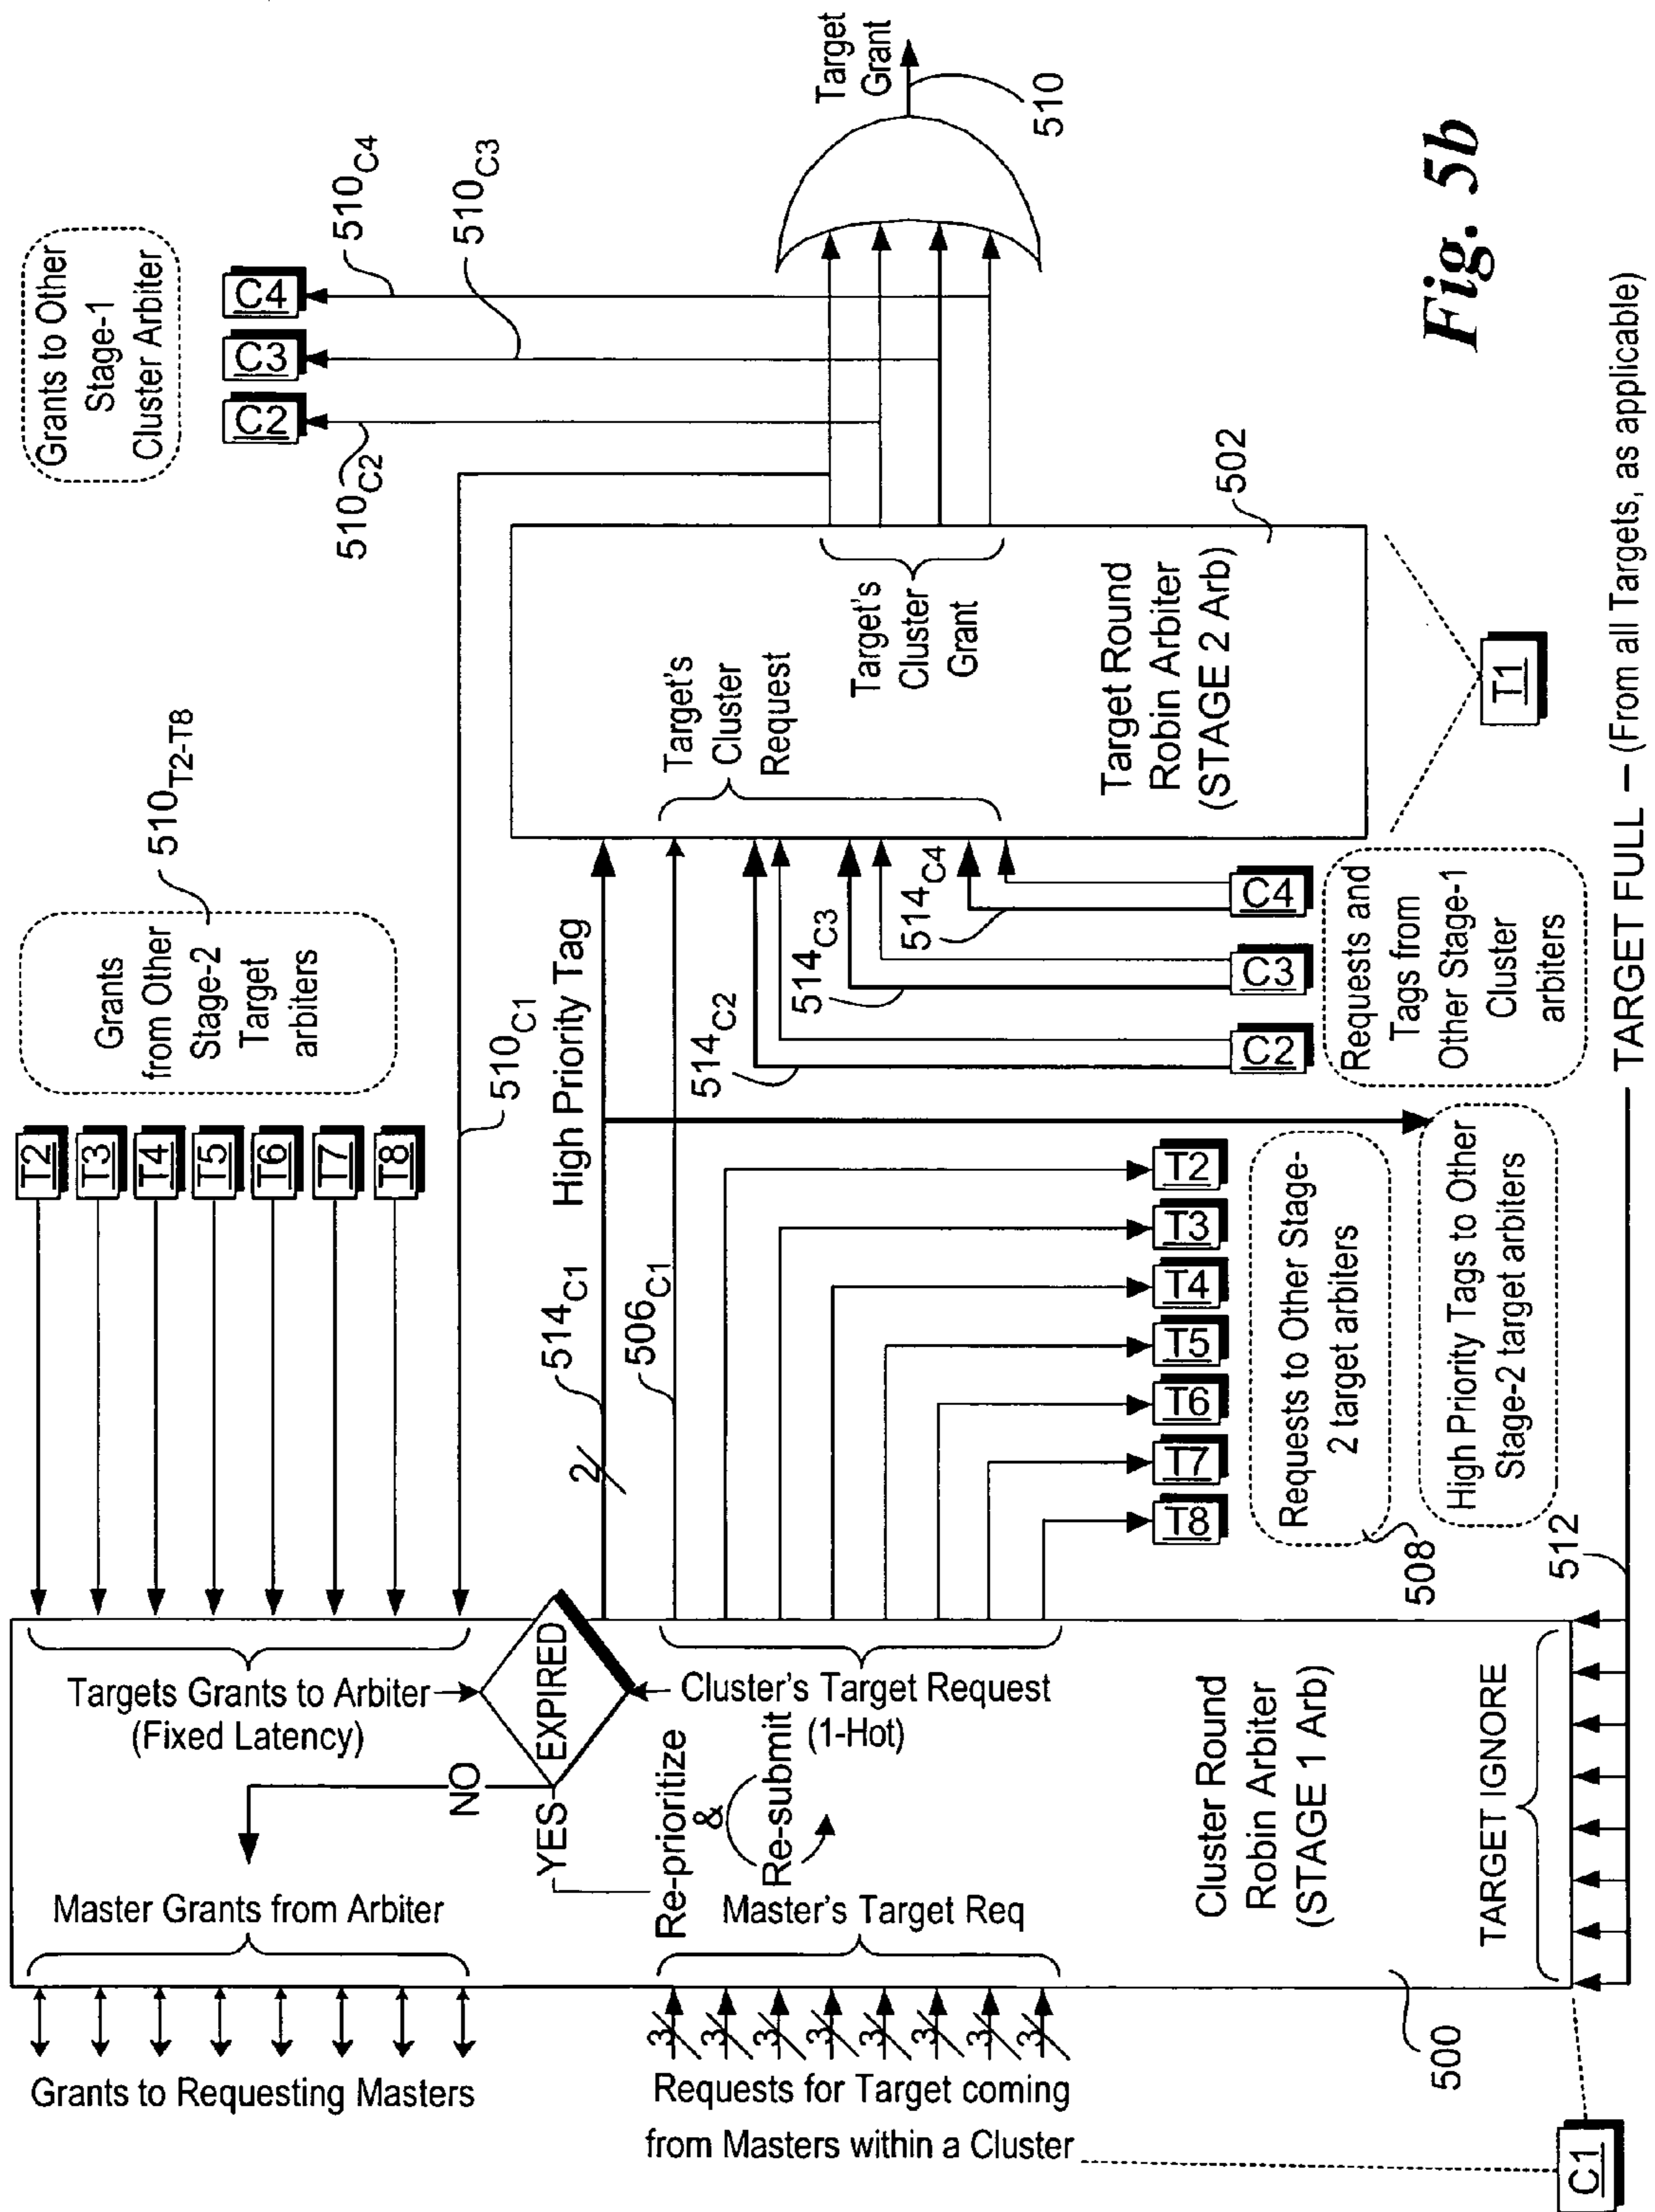 Grants to Other
Stage-1
Cluster Arbiter
C2
C3
C4
510C2
510C3
510C4
Target
Grant
510
Fig. 5b
Grants
from Other
Stage-2
Target
arbiters
510T2-T8
T2
T3
T4
T5
T6
T7
T8
510C1
High Priority Tag
514C1
2
506C1
Target's
Cluster
Request
Target's
Cluster
Grant
Target Round
Robin Arbiter
(STAGE 2 Arb)
502
T1
514C2
514C3
514C4
C2
C3
C4
Requests and
Tags from
Other Stage-1
Cluster
arbiters
T2
T3
T4
T5
T6
T7
T8
Requests to Other Stage-
2 target arbiters
508
High Priority Tags to Other
Stage-2 target arbiters
Targets Grants to Arbiter
(Fixed Latency)
EXPIRED
NO
YES
Re-prioritize
&
Re-submit
Cluster's Target Request
(1-Hot)
Master Grants from Arbiter
Master's Target Req
Cluster Round
Robin Arbiter
(STAGE 1 Arb)
TARGET IGNORE
500
512
TARGET FULL – (From all Targets, as applicable)
Grants to Requesting Masters
3
3
3
3
3
3
3
3
Requests for Target coming
from Masters within a Cluster
C1